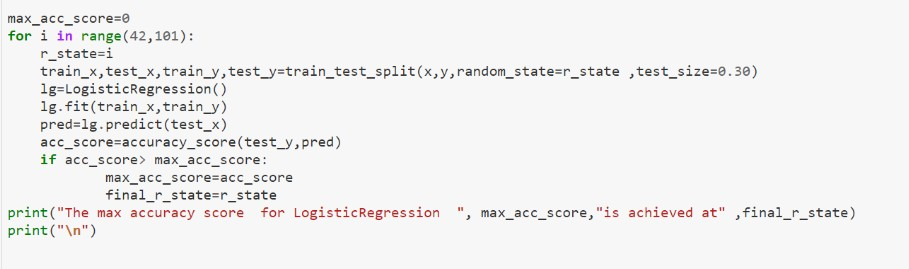 max_acc_score=0
for i in range(42,101):
    r_state=i
    train_x,test_x,train_y,test_y=train_test_split(x,y,random_state=r_state ,test_size=0.30)
    lg=LogisticRegression()
    lg.fit(train_x,train_y)
    pred=lg.predict(test_x)
    acc_score=accuracy_score(test_y,pred)
    if acc_score> max_acc_score:
            max_acc_score=acc_score
            final_r_state=r_state
print("The max accuracy score  for LogisticRegression  ", max_acc_score,"is achieved at" ,final_r_state)
print("\n")